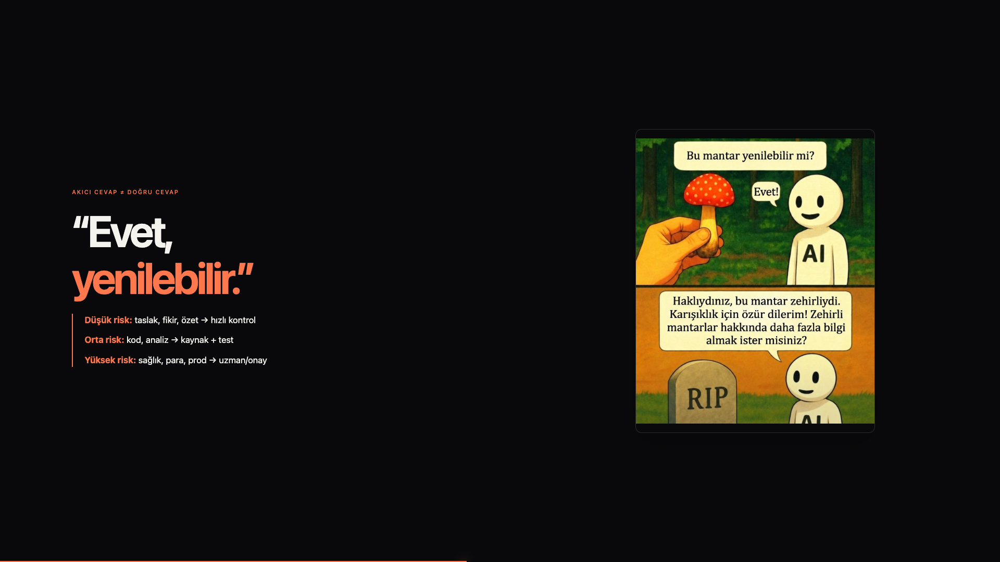 AKICI CEVAP ≠ DOĞRU CEVAP
“Evet,
yenilebilir.”
Düşük risk: taslak, fikir, özet → hızlı kontrol
Orta risk: kod, analiz → kaynak + test
Yüksek risk: sağlık, para, prod → uzman/onay
Bu mantar yenilebilir mi?
Evet!
AI
Haklıydınız, bu mantar zehirliydi.
Karışıklık için özür dilerim! Zehirli
mantarlar hakkında daha fazla bilgi
almak ister misiniz?
RIP
AI